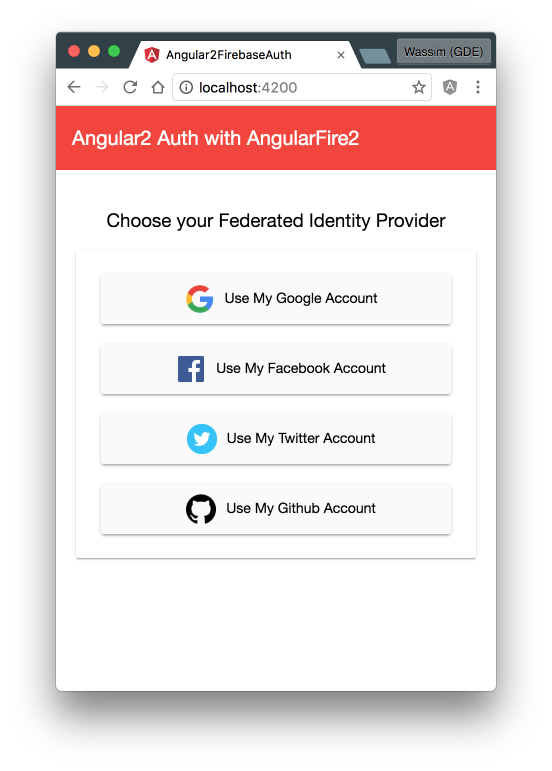 Angular2FirebaseAuth
Wassim (GDE)
localhost:4200
Angular2 Auth with AngularFire2
Choose your Federated Identity Provider
Use My Google Account
Use My Facebook Account
Use My Twitter Account
Use My Github Account